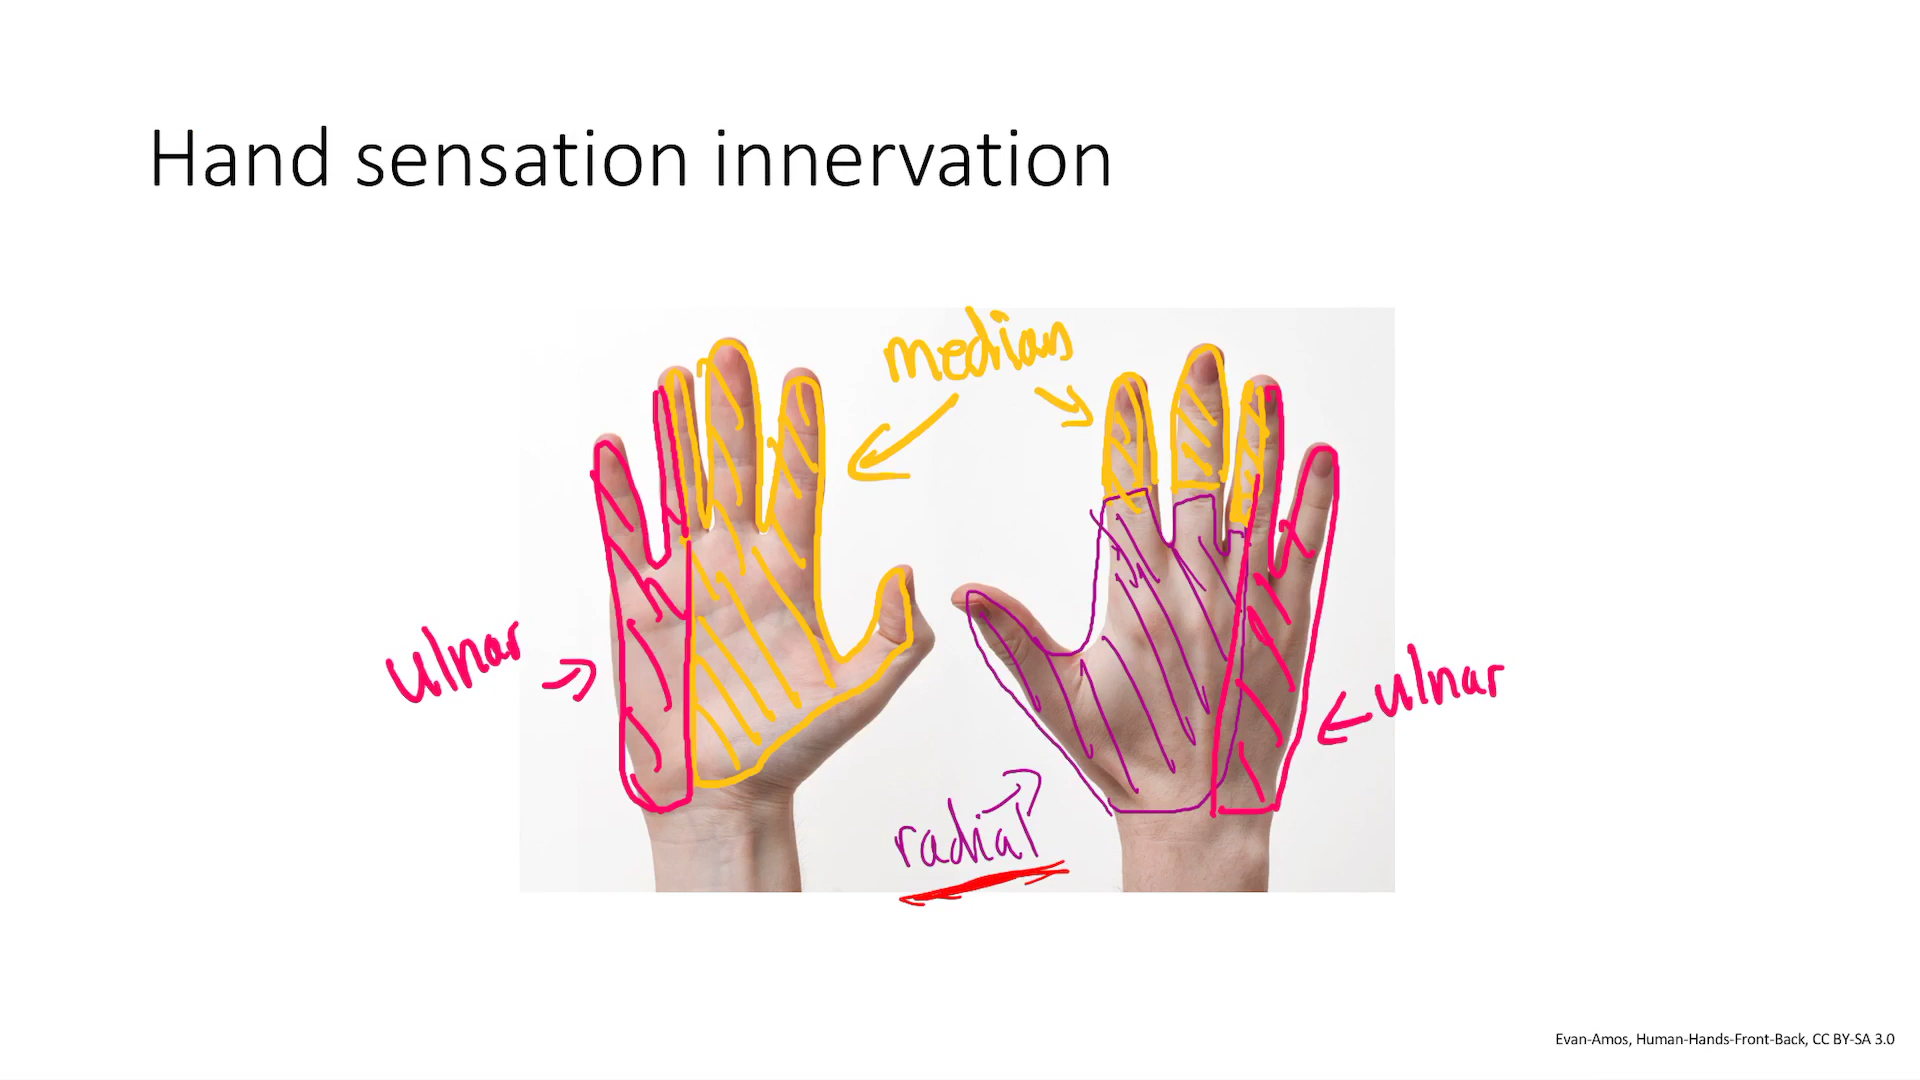 Hand sensation innervation
median
ulnar
ulnar
radial
Evan-Amos, Human-Hands-Front-Back, CC BY-SA 3.0